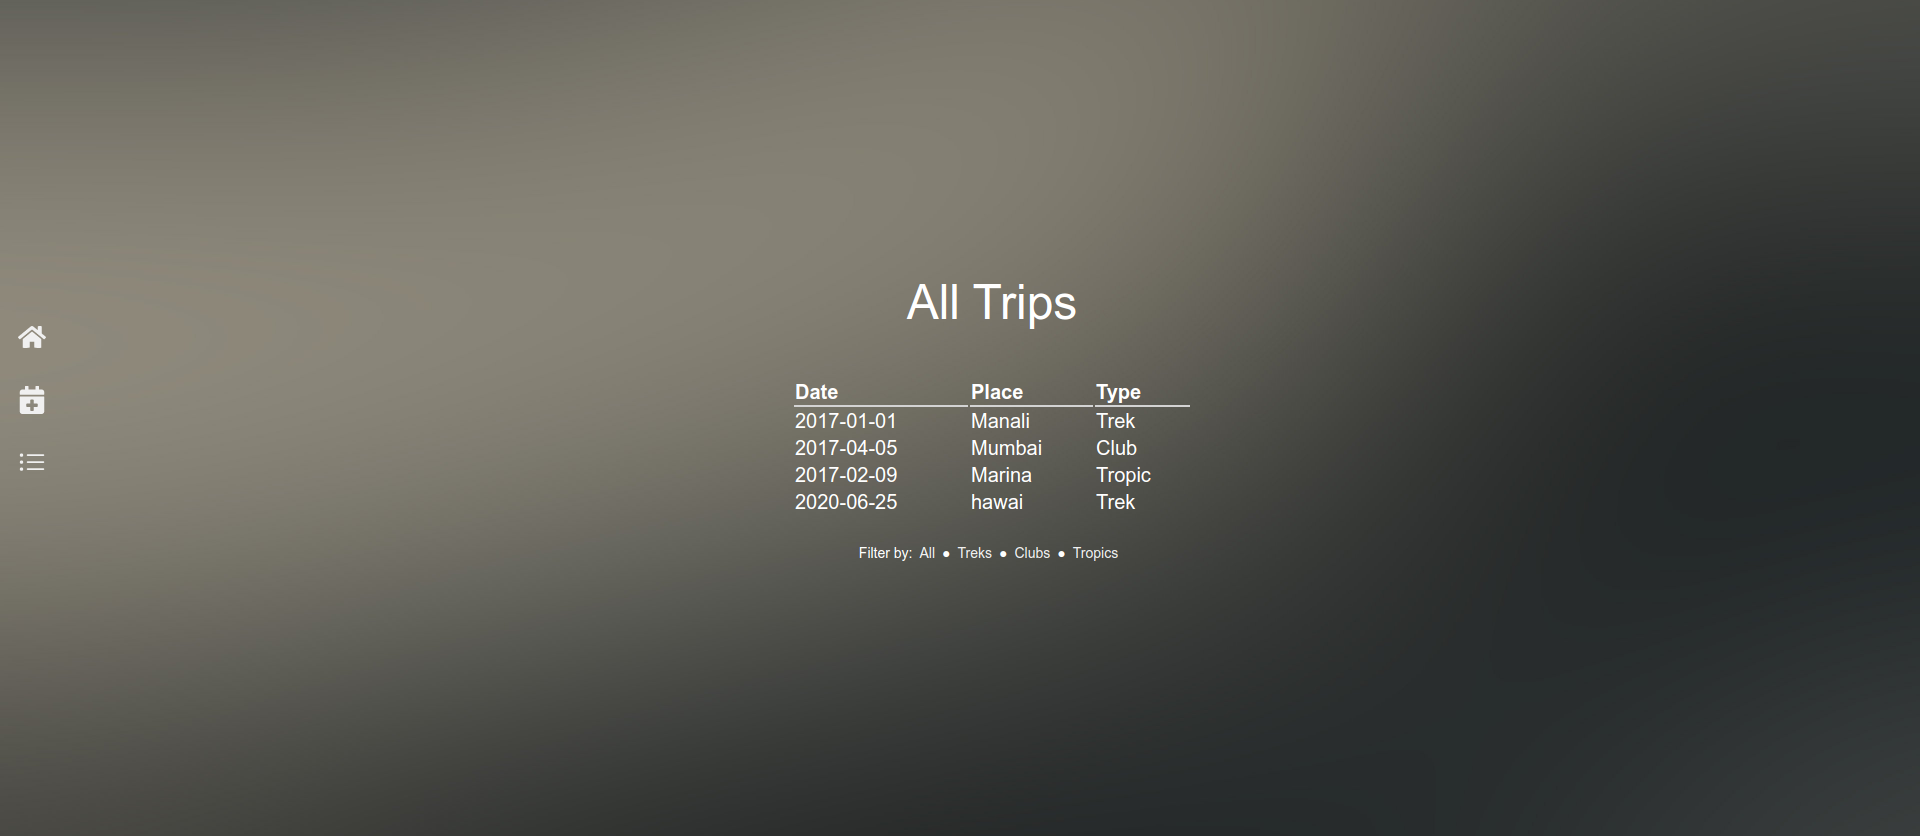 All Trips
Date Place Type
2017-01-01 Manali Trek
2017-04-05 Mumbai Club
2017-02-09 Marina Tropic
2020-06-25 hawai Trek
Filter by: All ● Treks ● Clubs ● Tropics